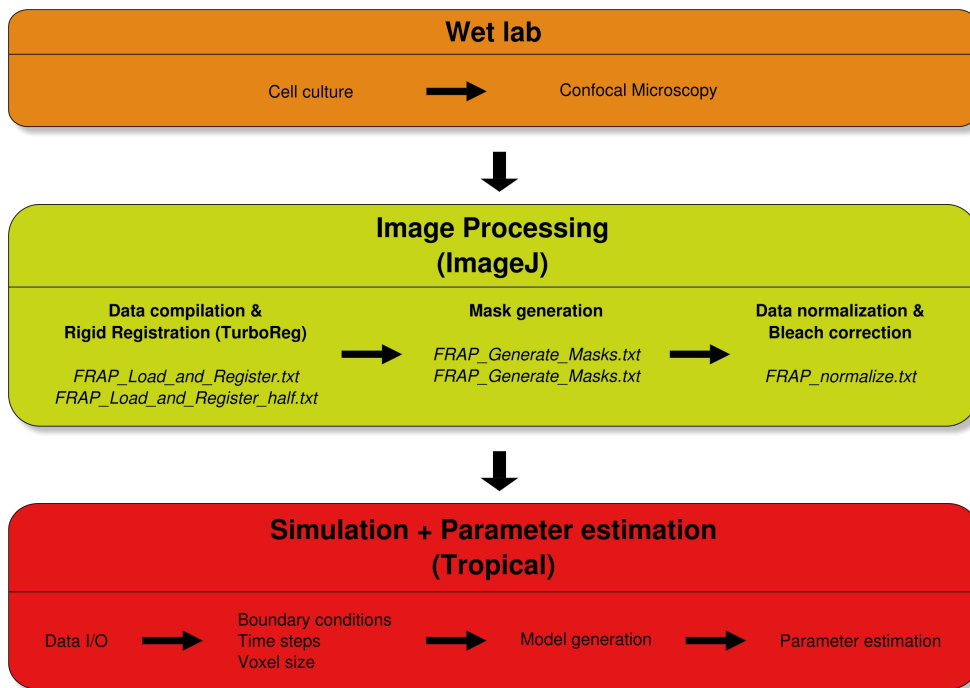 Wet lab
Cell culture
Confocal Microscopy
Image Processing
(ImageJ)
Data compilation &
Rigid Registration (TurboReg)
FRAP_Load_and_Register.txt
FRAP_Load_and_Register_half.txt
Mask generation
FRAP_Generate_Masks.txt
FRAP_Generate_Masks.txt
Data normalization &
Bleach correction
FRAP_normalize.txt
Simulation + Parameter estimation
(Tropical)
Data I/O
Boundary conditions
Time steps
Voxel size
Model generation
Parameter estimation